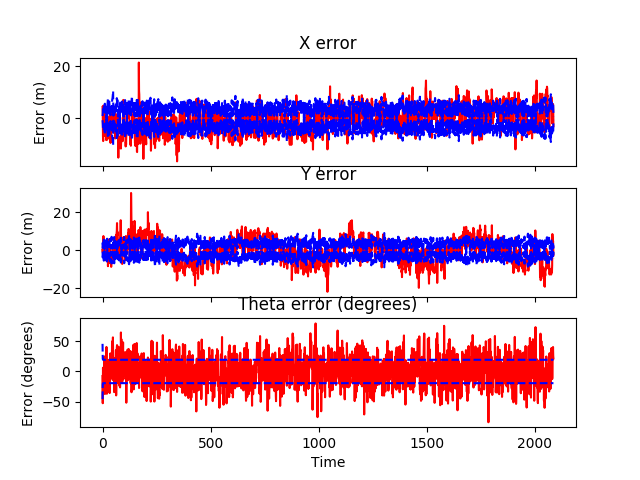 X error
Error (m)
20
0
Y error
Error (m)
20
0
−20
Theta error (degrees)
Error (degrees)
50
0
−50
0 500 1000 1500 2000
Time